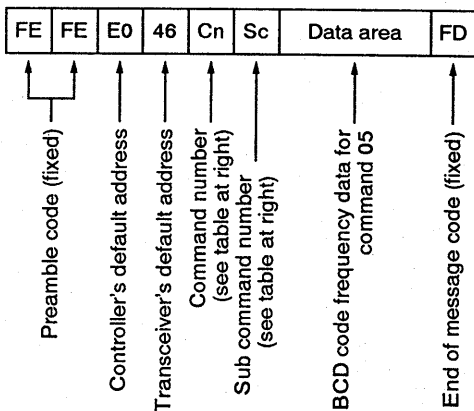 FE FE E0 46 Cn Sc Data area FD
Preamble code (fixed)
Controller's default address
Transceiver's default address
Command number
(see table at right)
Sub command number
(see table at right)
BCD code frequency data for
command 05
End of message code (fixed)